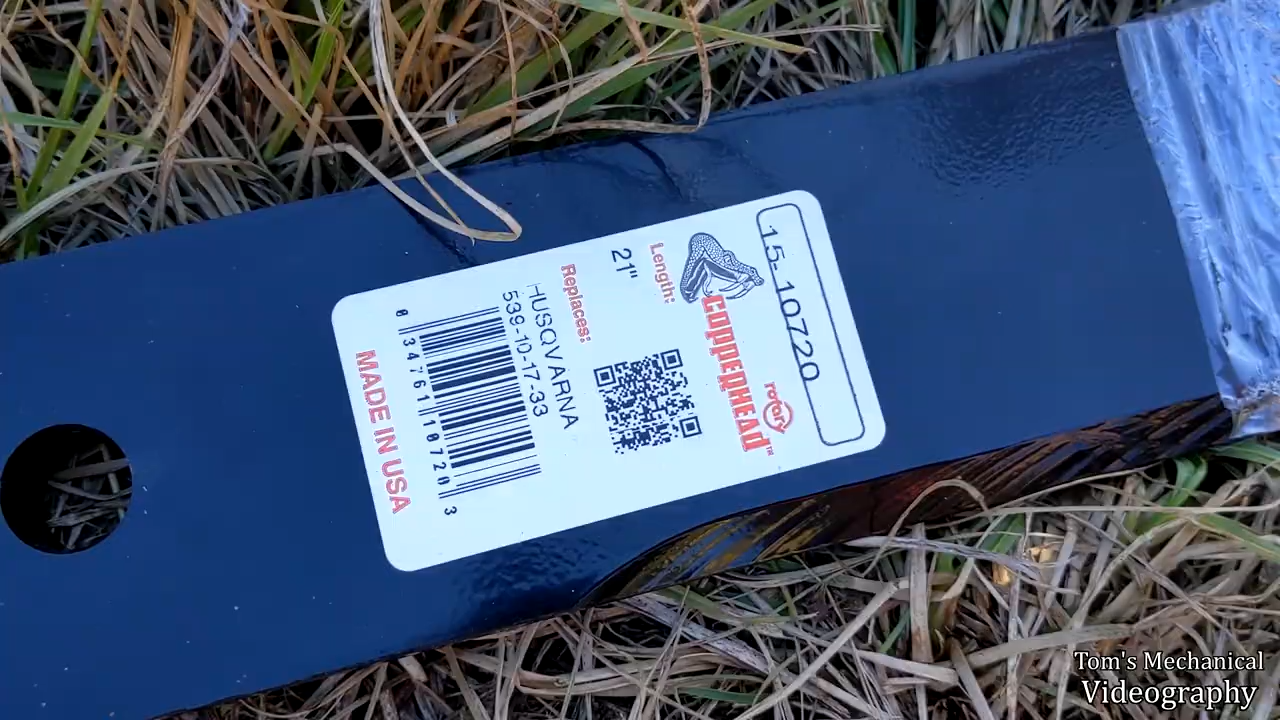 15-10720
rotary
COPPERHEAD™
Length:
21"
Replaces:
HUSQVARNA
539-10-17-33
0 34761 10720 3
MADE IN USA
Tom's Mechanical
Videography